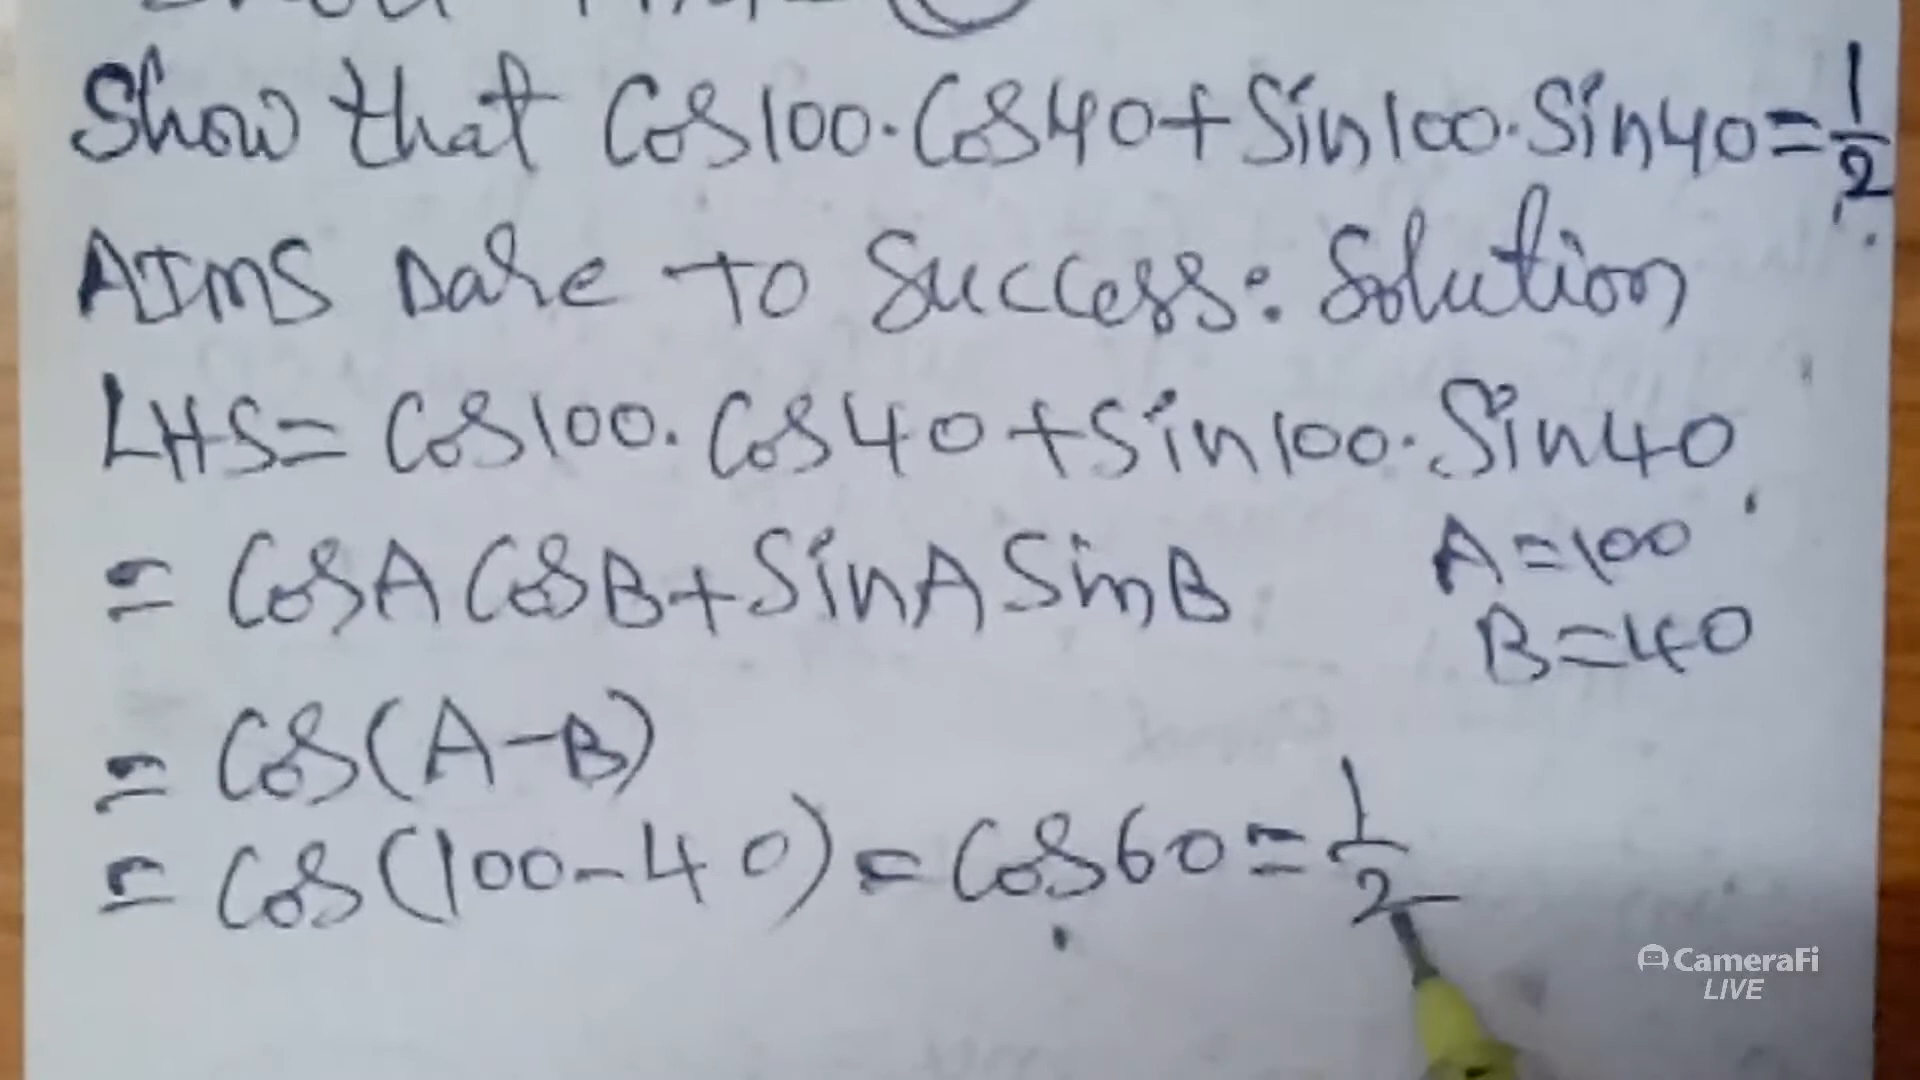 Show that Cos100.Cos40+Sin100.Sin40=1/2
AIMS Dare To Success: Solution
LHS= Cos100. Cos40+Sin100.Sin40
= CosA CosB+SinA SinB
A=100
B=40
= Cos(A-B)
= Cos(100-40) = Cos60=1/2
CameraFi
LIVE